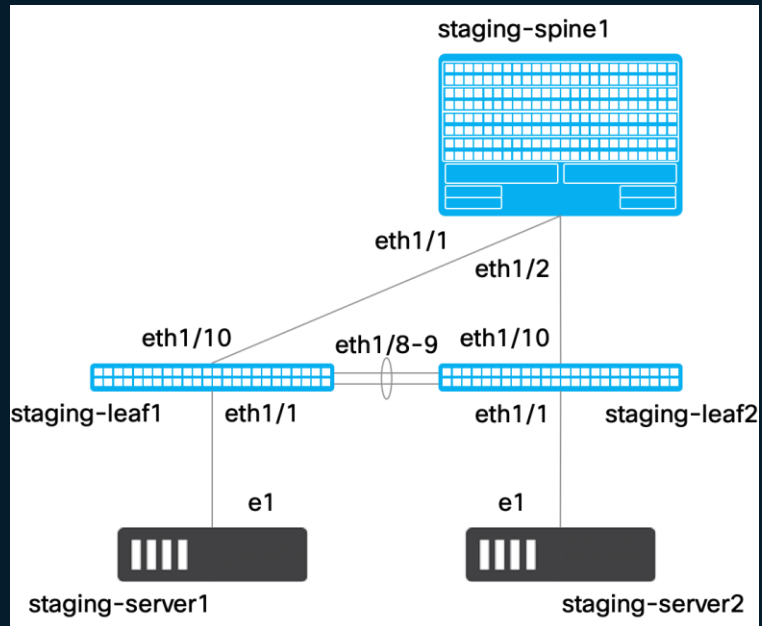 staging-spine1
eth1/1
eth1/2
eth1/10
eth1/8-9
eth1/10
staging-leaf1
eth1/1
eth1/1
staging-leaf2
e1
e1
staging-server1
staging-server2